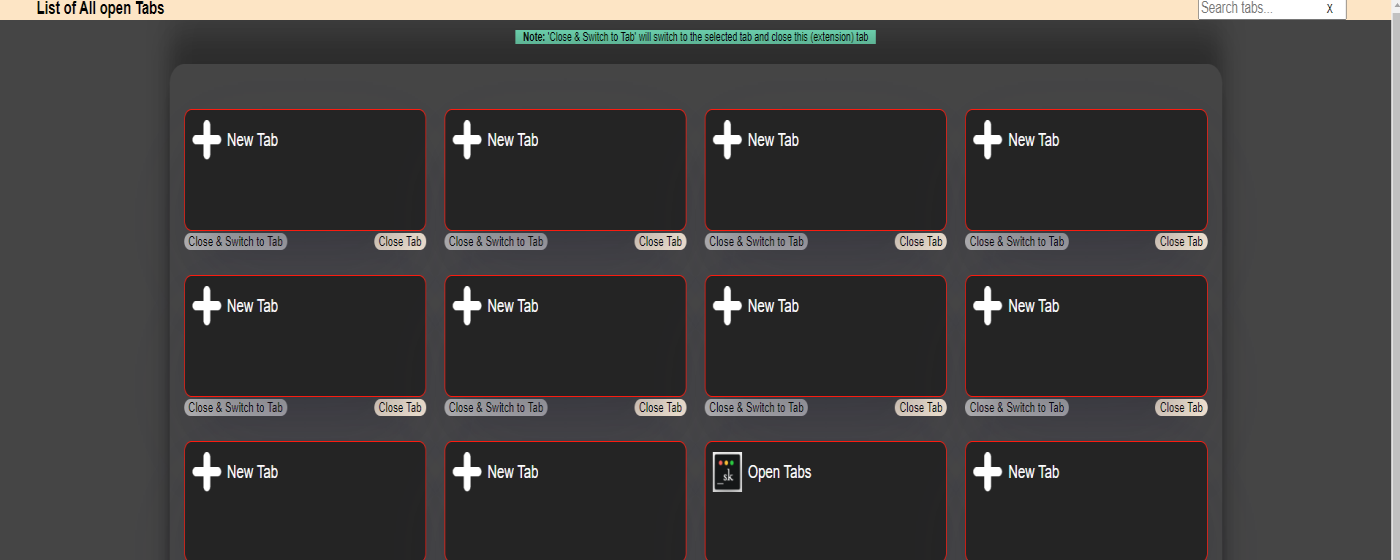 List of All open Tabs
Search tabs... x
Note: 'Close & Switch to Tab' will switch to the selected tab and close this (extension) tab
New Tab New Tab New Tab New Tab
Close & Switch to Tab Close Tab Close & Switch to Tab Close Tab Close & Switch to Tab Close Tab Close & Switch to Tab Close Tab
New Tab New Tab New Tab New Tab
Close & Switch to Tab Close Tab Close & Switch to Tab Close Tab Close & Switch to Tab Close Tab Close & Switch to Tab Close Tab
New Tab New Tab _sk Open Tabs New Tab